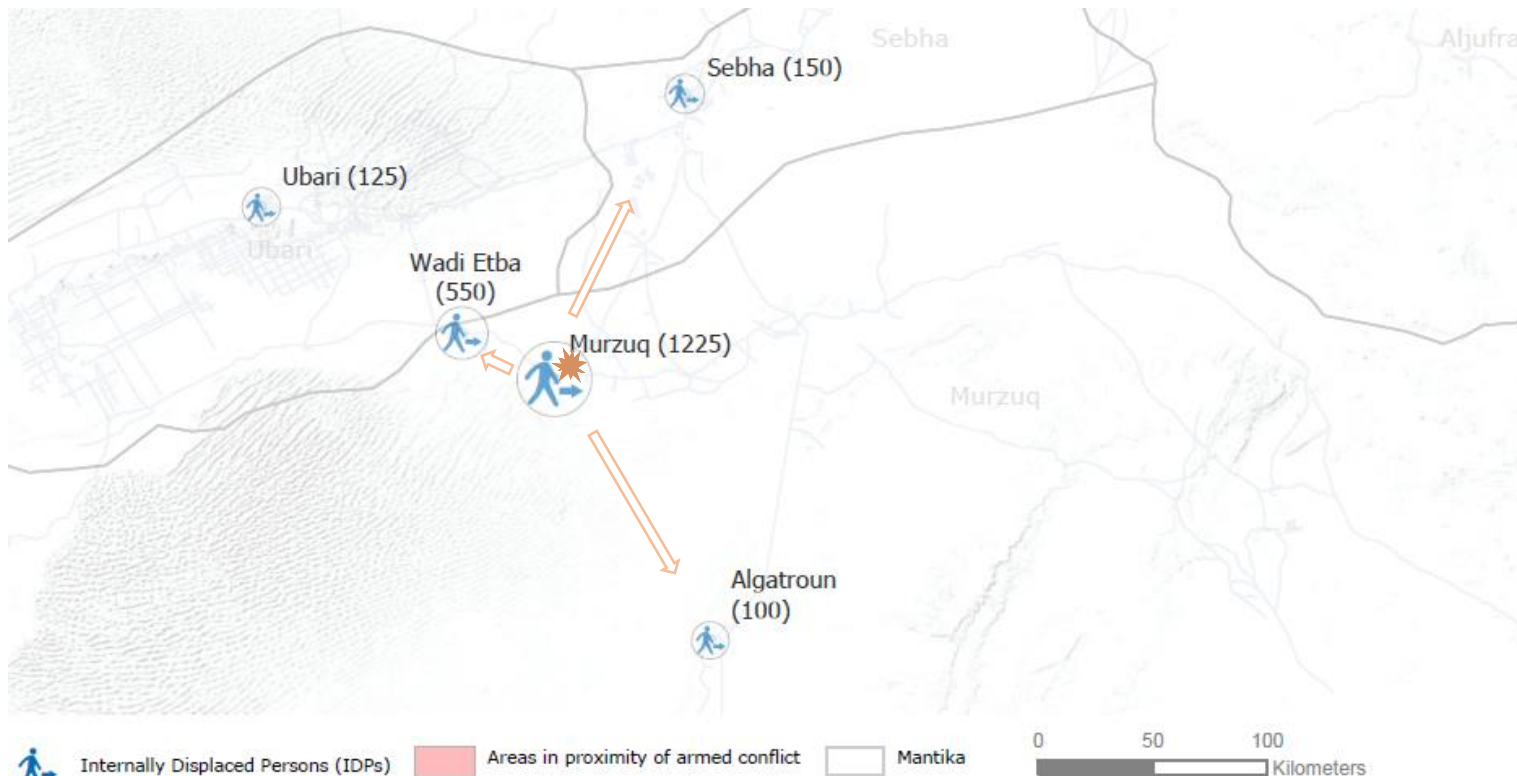 Sebha
Aljufra
Sebha (150)
Ubari (125)
Ubari
Wadi Etba
(550)
Murzuq (1225)
Murzuq
Algatroun
(100)
Internally Displaced Persons (IDPs)
Areas in proximity of armed conflict
Mantika
0 50 100
Kilometers